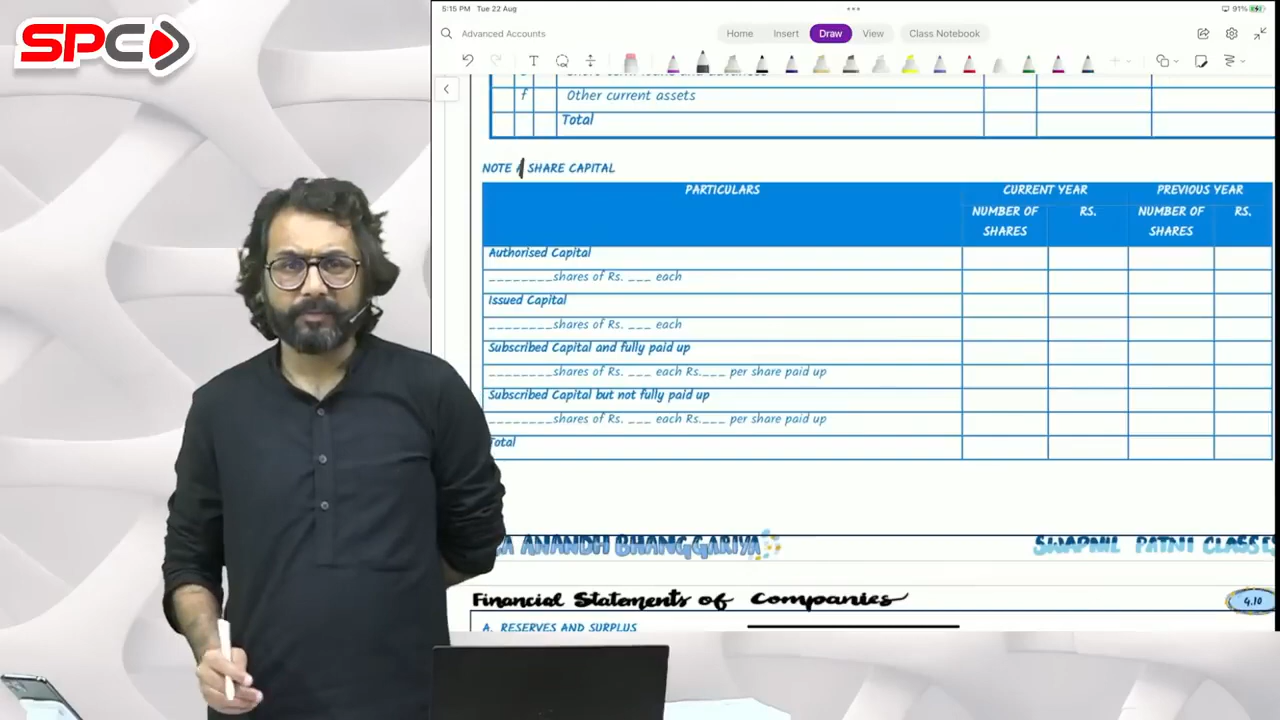 SPC
5:15 PM Tue 22 Aug
91%
Advanced Accounts
Home Insert Draw View Class Notebook
f Other current assets
Total
NOTE SHARE CAPITAL
PARTICULARS CURRENT YEAR PREVIOUS YEAR
NUMBER OF SHARES RS. NUMBER OF SHARES RS.
Authorised Capital
________shares of Rs. ___ each
Issued Capital
________shares of Rs. ___ each
Subscribed Capital and fully paid up
________shares of Rs. ___ each Rs.___ per share paid up
Subscribed Capital but not fully paid up
________shares of Rs. ___ each Rs.___ per share paid up
Total
CA ANANDH BHANGGARIYA SWAPNIL PATNI CLASSES
Financial Statements of Companies 4.10
A. RESERVES AND SURPLUS